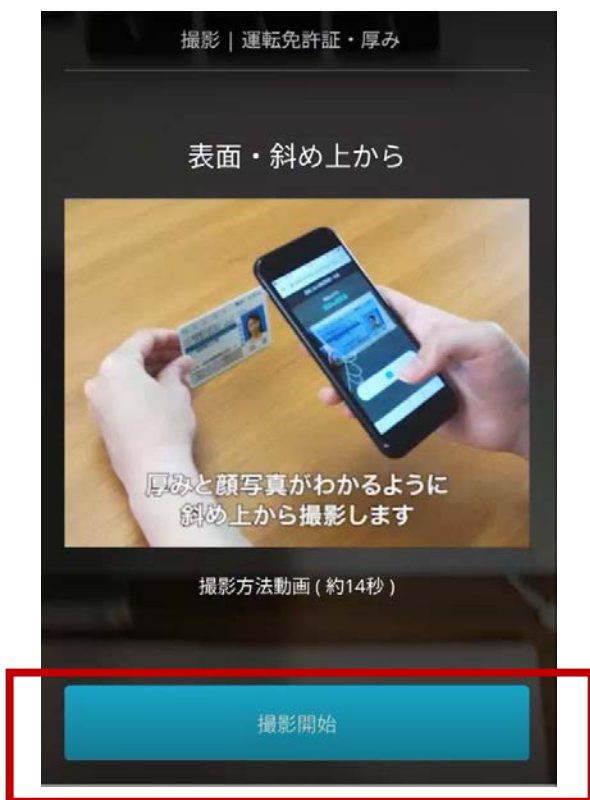 撮影 | 運転免許証・厚み
表面・斜め上から
厚みと顔写真がわかるように
斜め上から撮影します
撮影方法動画 ( 約14秒 )
撮影開始